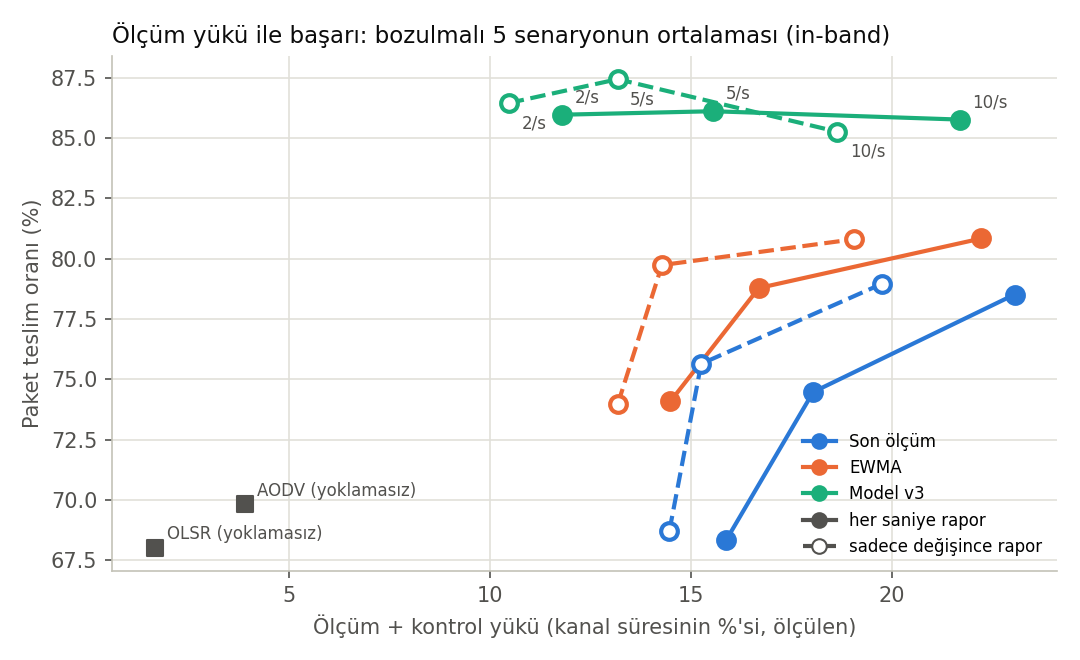 Ölçüm yükü ile başarı: bozulmalı 5 senaryonun ortalaması (in-band)
Paket teslim oranı (%)
87.5
85.0
82.5
80.0
77.5
75.0
72.5
70.0
67.5
2/s
2/s
5/s
5/s
10/s
10/s
AODV (yoklamasız)
OLSR (yoklamasız)
Son ölçüm
EWMA
Model v3
her saniye rapor
sadece değişince rapor
5
10
15
20
Ölçüm + kontrol yükü (kanal süresinin %'si, ölçülen)